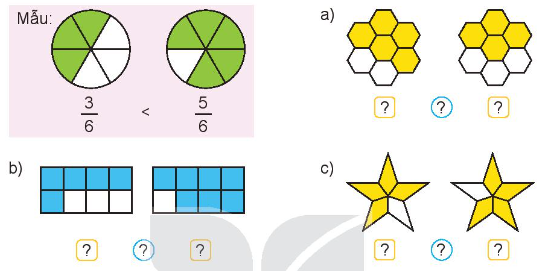 Mẫu:
3/6 < 5/6
a)
? ? ?
b)
? ? ?
c)
? ? ?